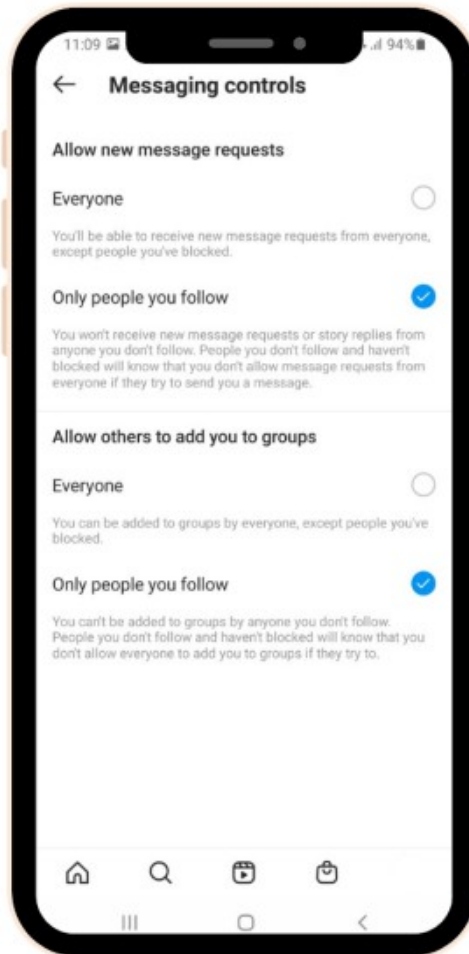 11:09 94%
Messaging controls
Allow new message requests
Everyone
You'll be able to receive new message requests from everyone,
except people you've blocked.
Only people you follow
You won't receive new message requests or story replies from
anyone you don't follow. People you don't follow and haven't
blocked will know that you don't allow message requests from
everyone if they try to send you a message.
Allow others to add you to groups
Everyone
You can be added to groups by everyone, except people you've
blocked.
Only people you follow
You can't be added to groups by anyone you don't follow.
People you don't follow and haven't blocked will know that you
don't allow everyone to add you to groups if they try to.